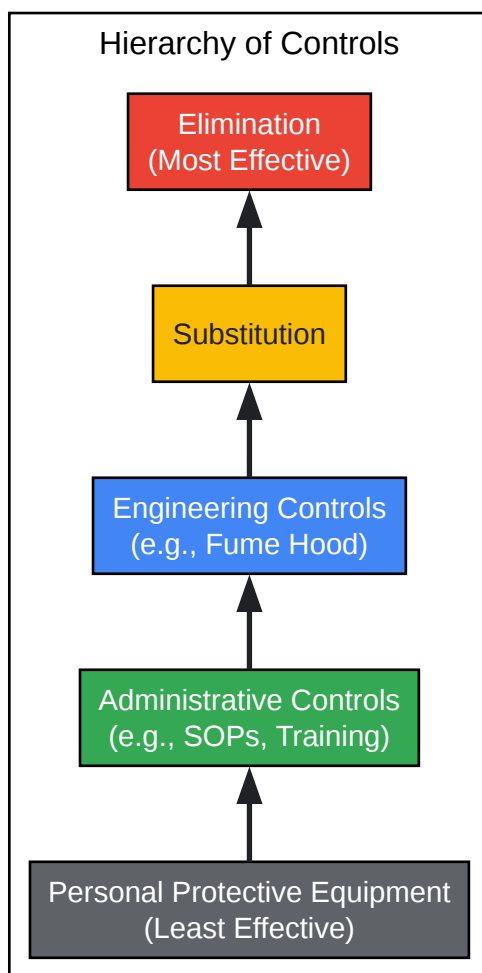 Hierarchy of Controls
Elimination
(Most Effective)
Substitution
Engineering Controls
(e.g., Fume Hood)
Administrative Controls
(e.g., SOPs, Training)
Personal Protective Equipment
(Least Effective)